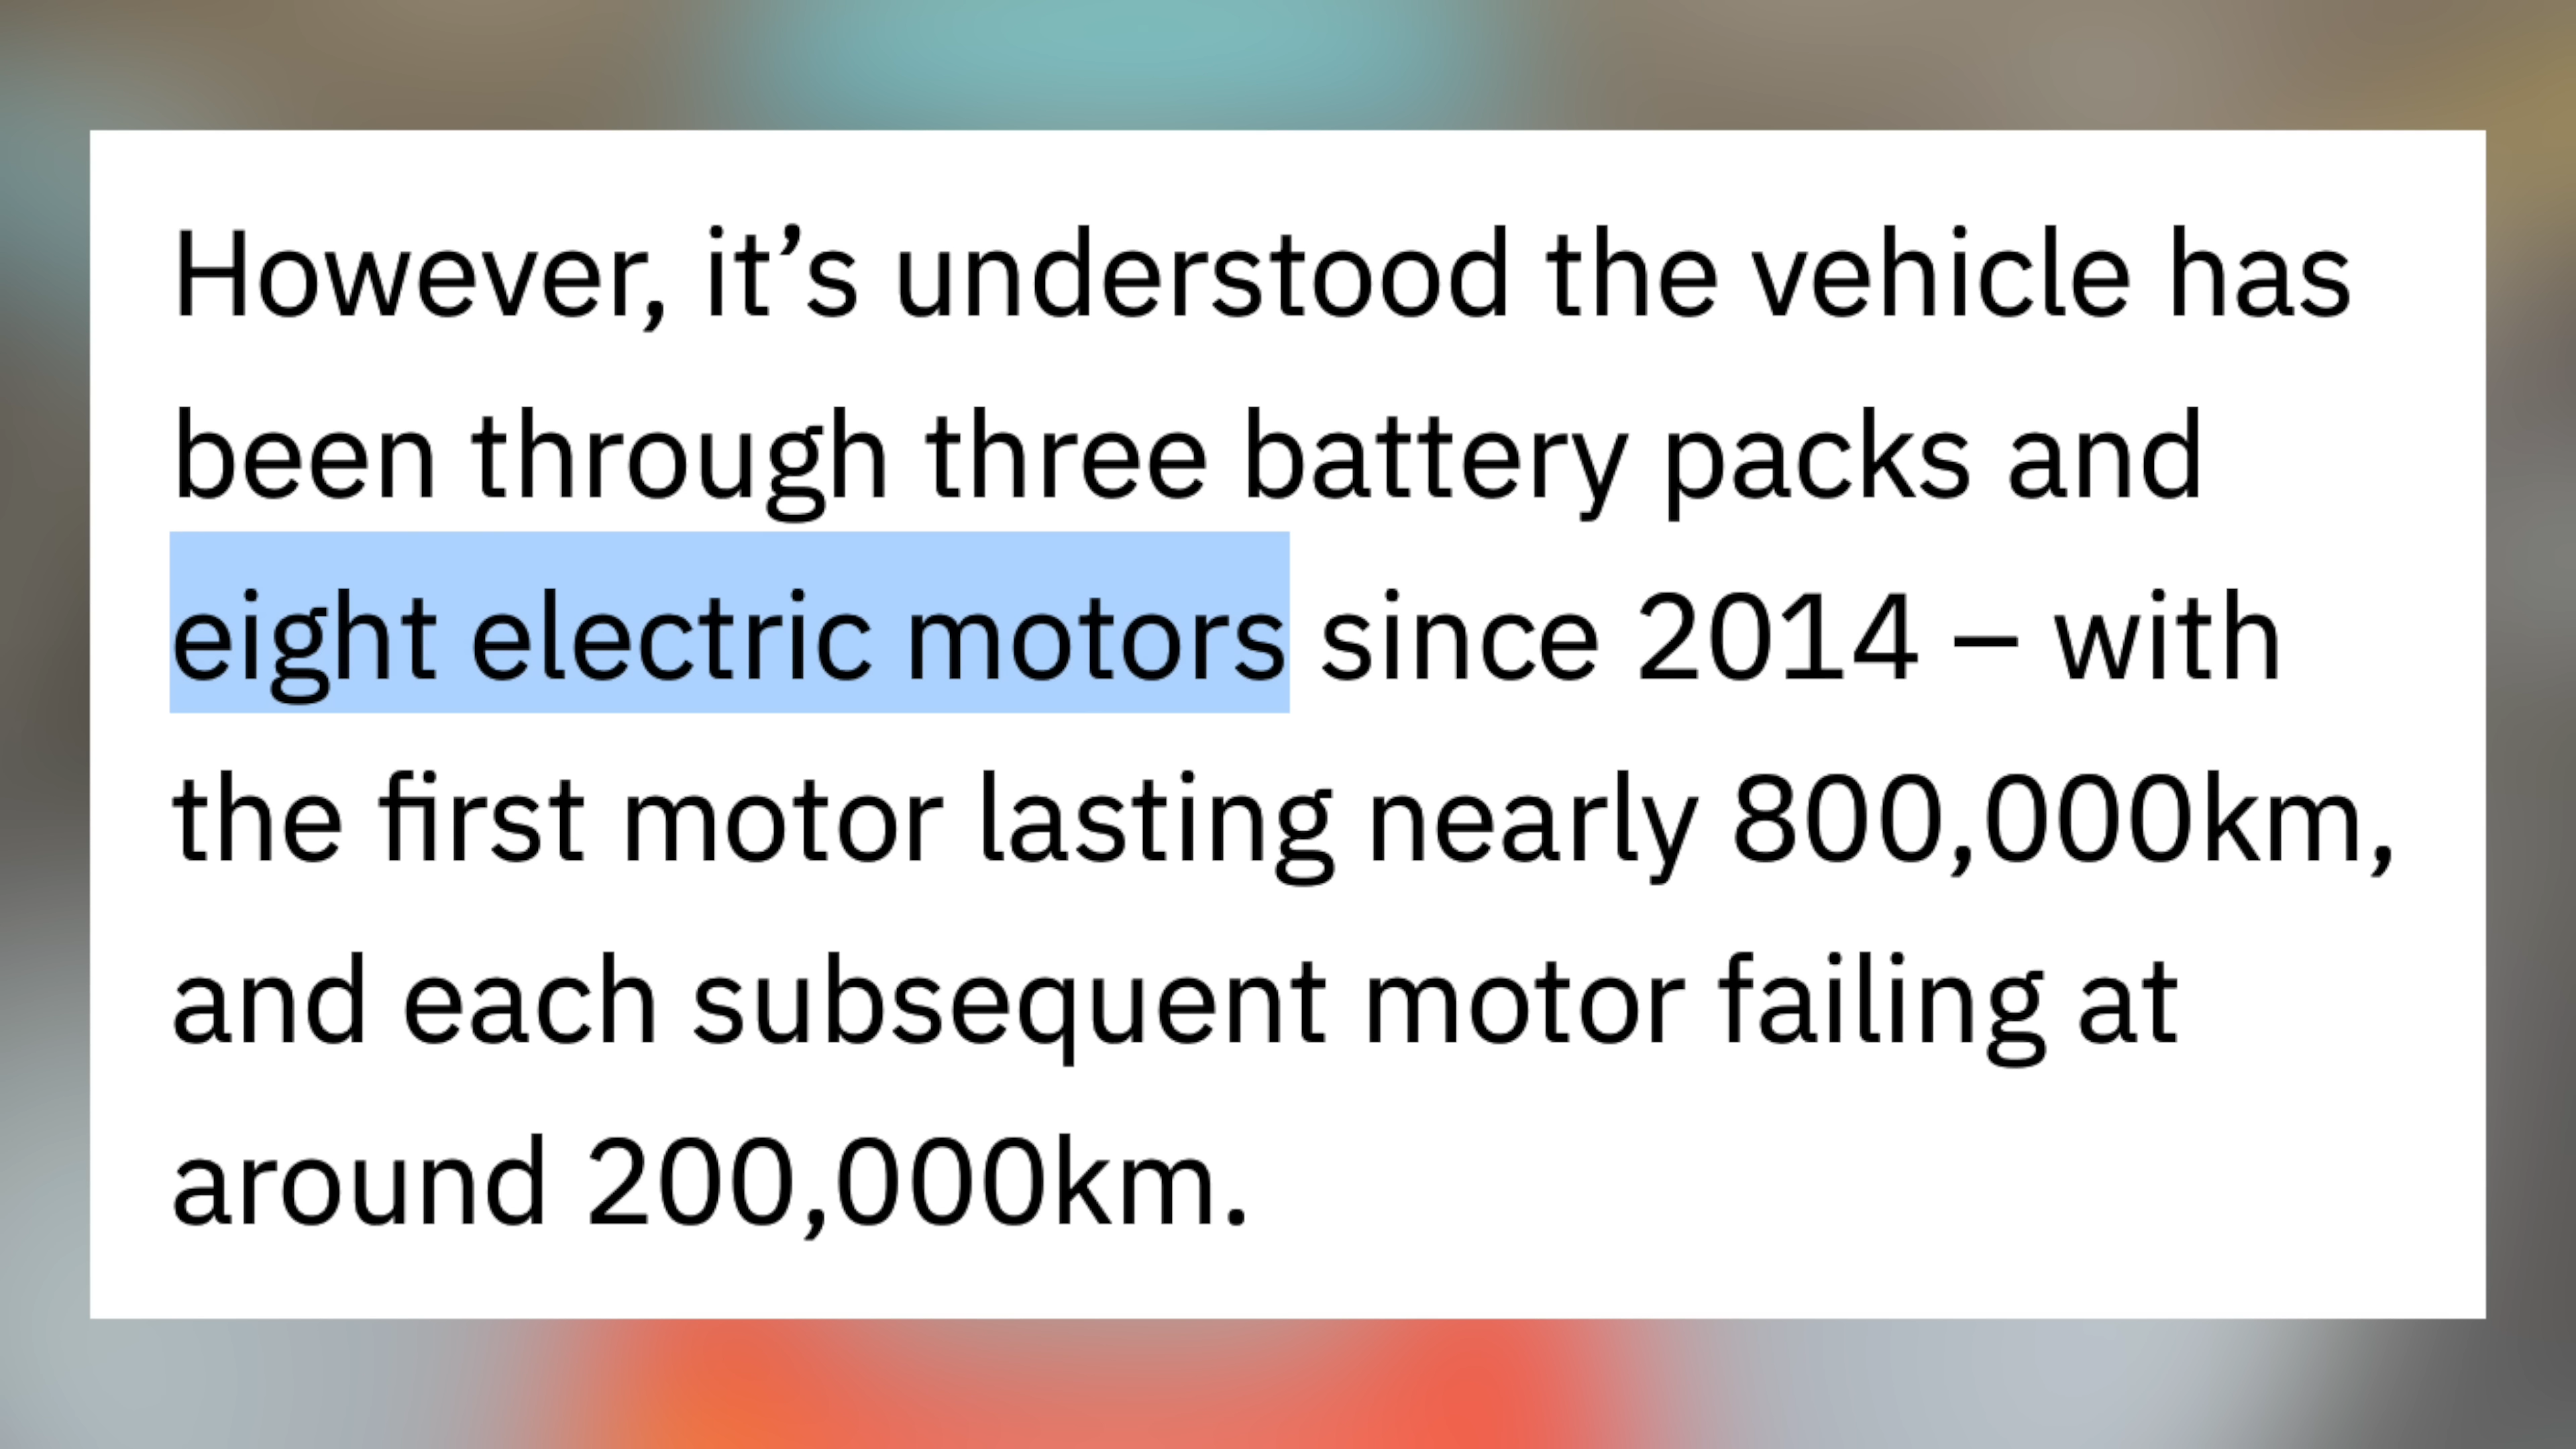 However, it’s understood the vehicle has
been through three battery packs and
eight electric motors since 2014 – with
the first motor lasting nearly 800,000km,
and each subsequent motor failing at
around 200,000km.